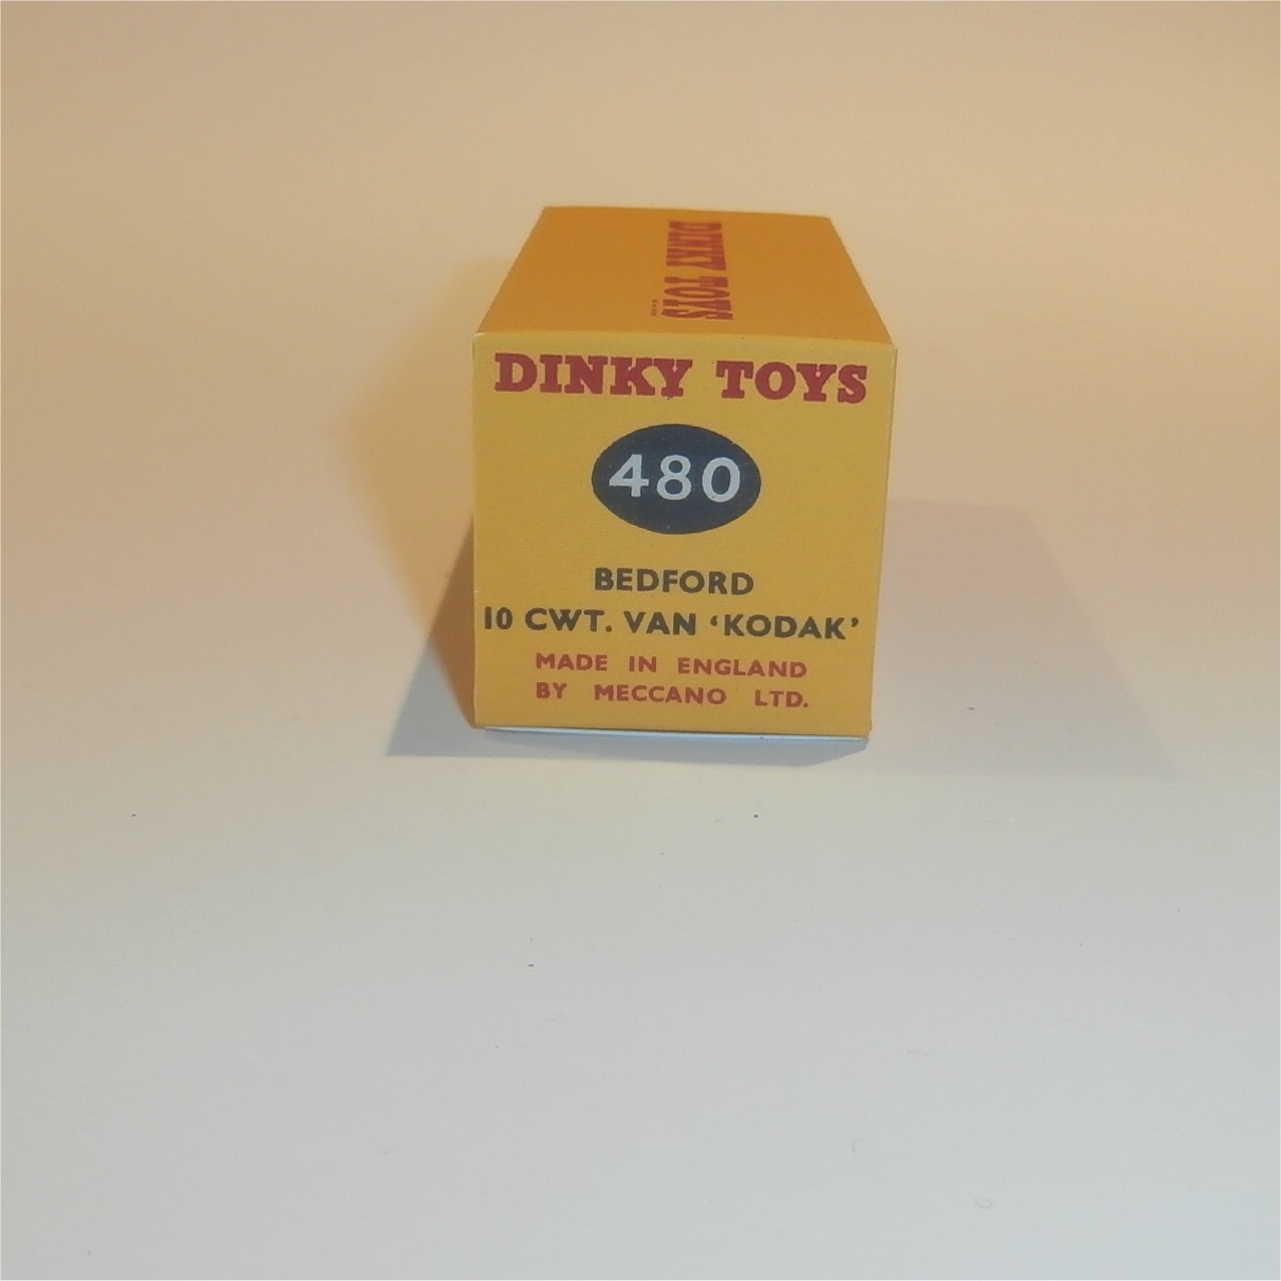 DINKY TOYS
DINKY TOYS
480
BEDFORD
10 CWT. VAN ‘KODAK’
MADE IN ENGLAND
BY MECCANO LTD.